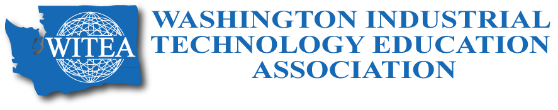 WITEA
WASHINGTON INDUSTRIAL
TECHNOLOGY EDUCATION
ASSOCIATION